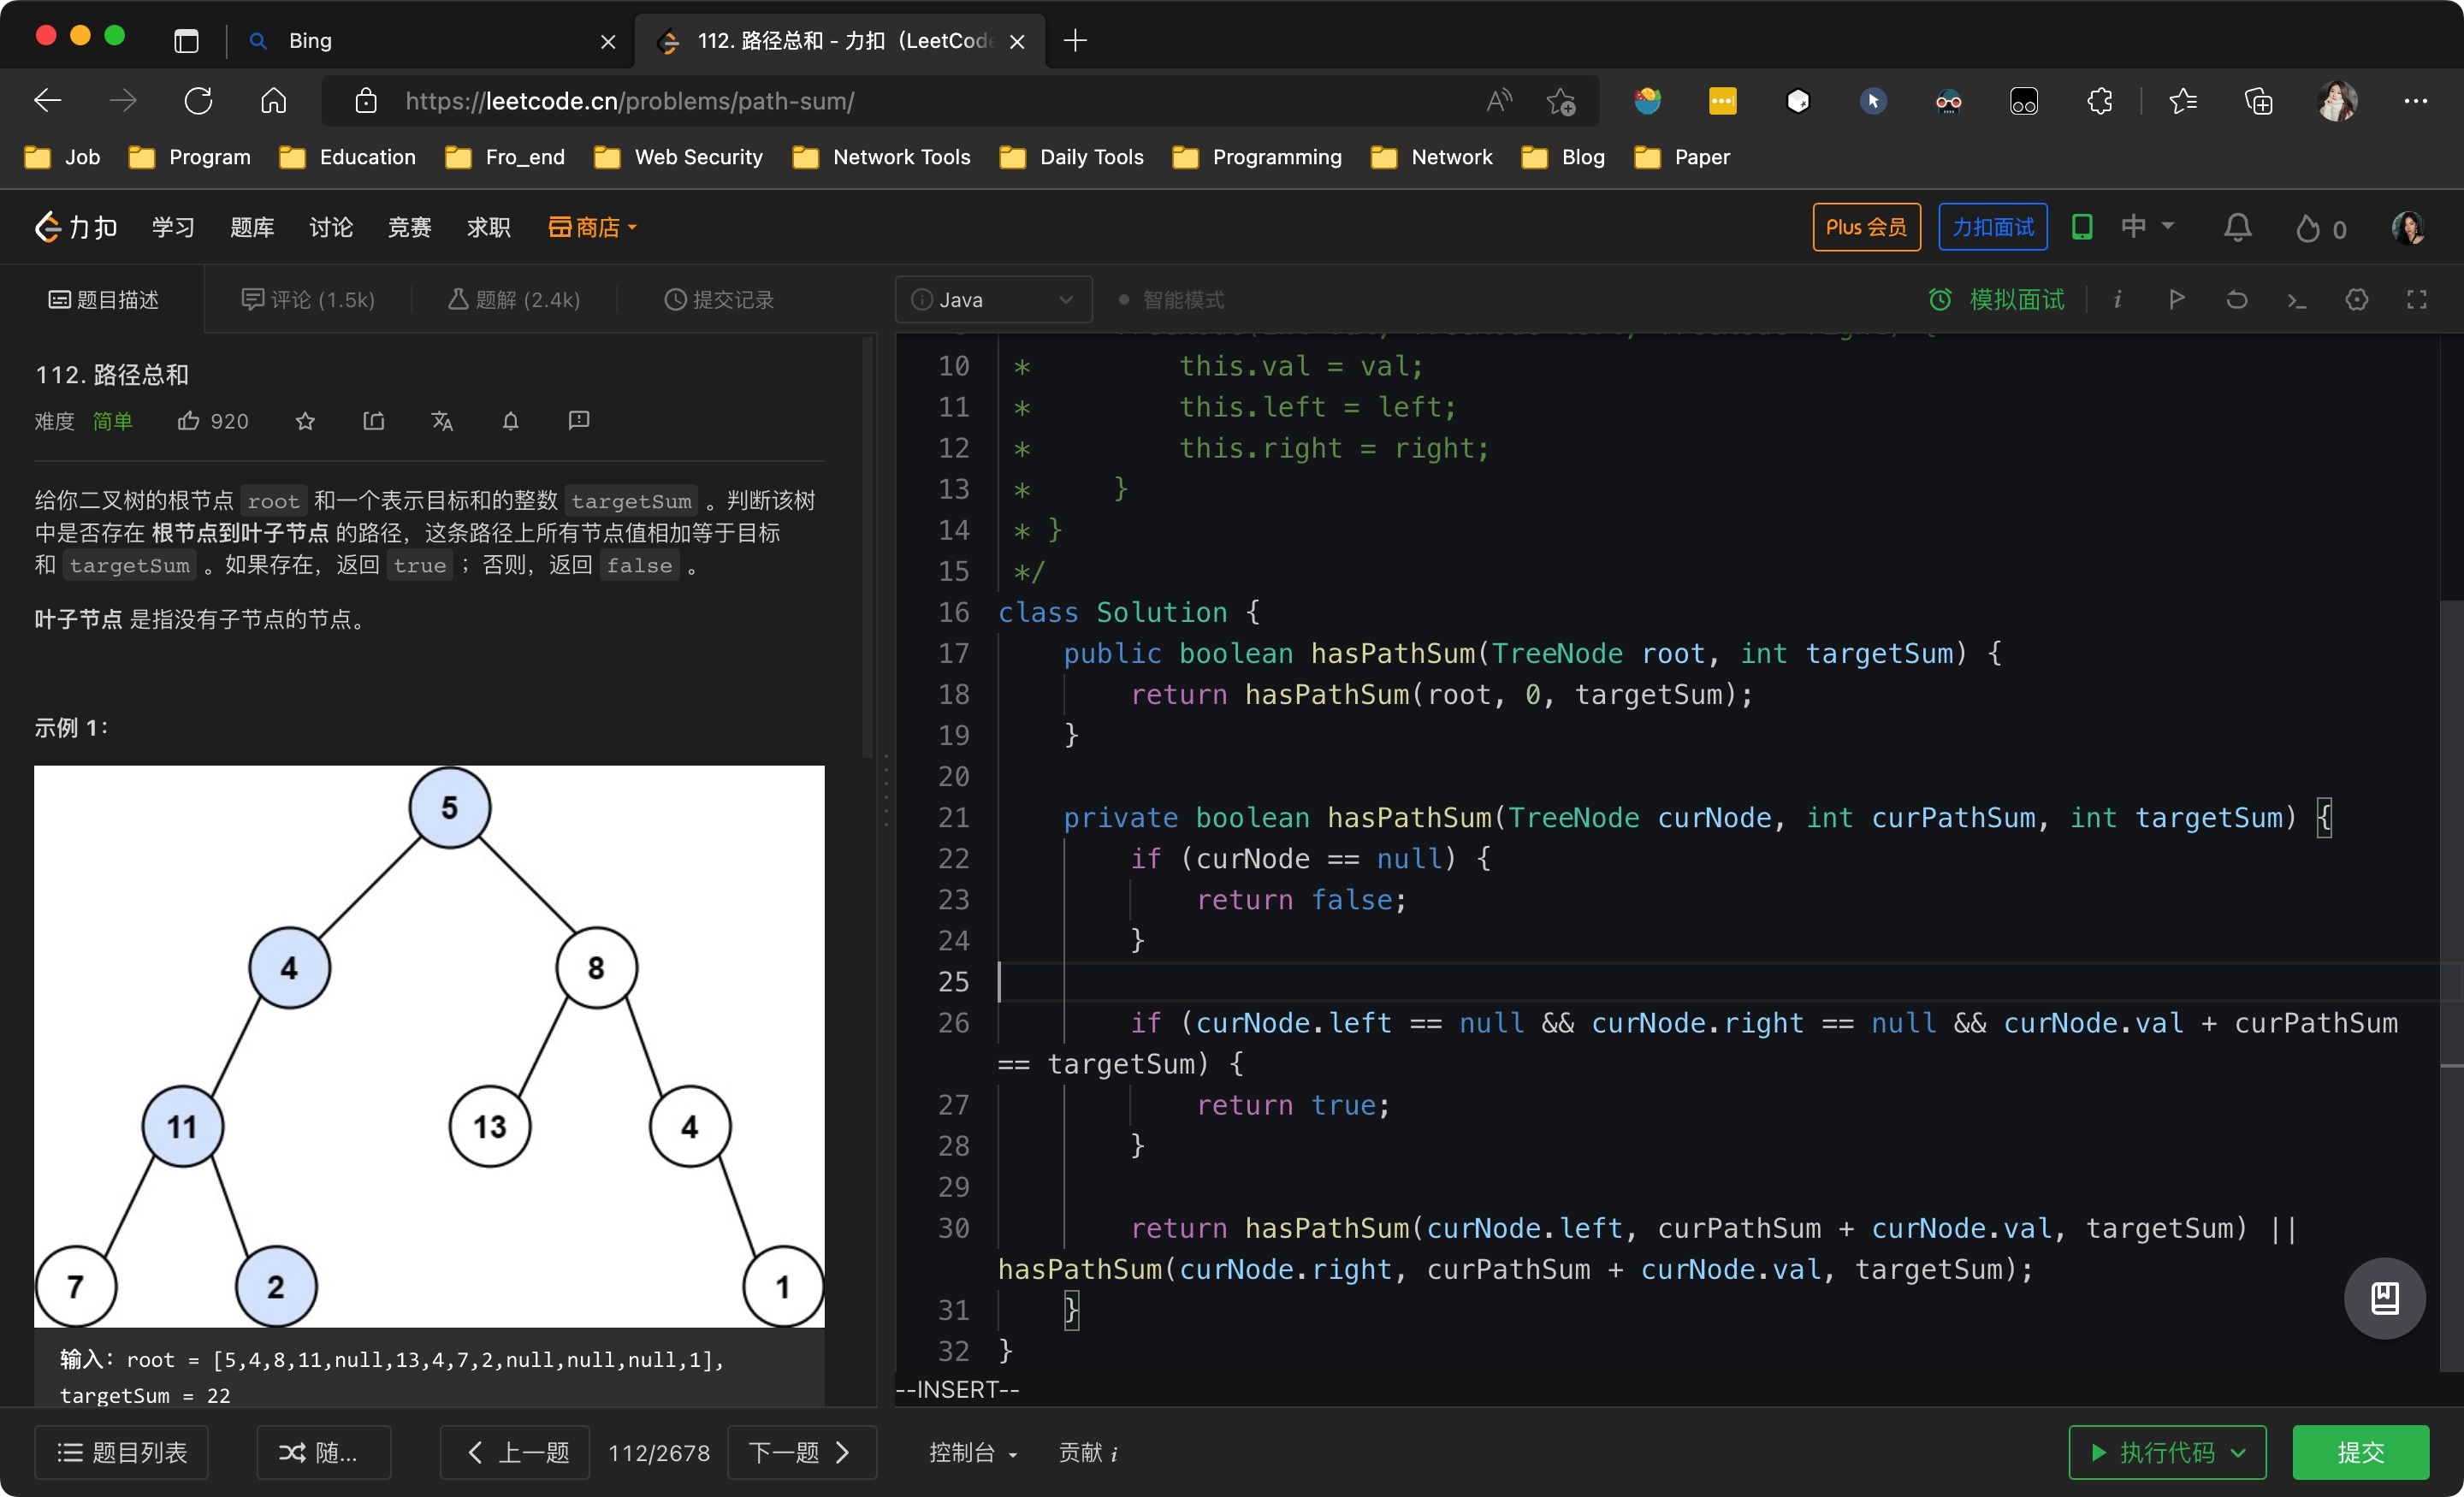 Bing
112. 路径总和 - 力扣（LeetCode
https://leetcode.cn/problems/path-sum/
Job Program Education Fro_end Web Security Network Tools Daily Tools Programming Network Blog Paper
力扣 学习 题库 讨论 竞赛 求职 商店 Plus 会员 力扣面试 中 0
题目描述 评论 (1.5k) 题解 (2.4k) 提交记录
Java 智能模式 模拟面试
112. 路径总和
难度 简单 920
给你二叉树的根节点 root 和一个表示目标和的整数 targetSum 。判断该树
中是否存在 根节点到叶子节点 的路径，这条路径上所有节点值相加等于目标
和 targetSum 。如果存在，返回 true ；否则，返回 false 。
叶子节点 是指没有子节点的节点。
示例 1：
5
4 8
11 13 4
7 2 1
输入：root = [5,4,8,11,null,13,4,7,2,null,null,null,1],
targetSum = 22
10 * this.val = val;
11 * this.left = left;
12 * this.right = right;
13 * }
14 * }
15 */
16 class Solution {
17 public boolean hasPathSum(TreeNode root, int targetSum) {
18 return hasPathSum(root, 0, targetSum);
19 }
20
21 private boolean hasPathSum(TreeNode curNode, int curPathSum, int targetSum) {
22 if (curNode == null) {
23 return false;
24 }
25
26 if (curNode.left == null && curNode.right == null && curNode.val + curPathSum
== targetSum) {
27 return true;
28 }
29
30 return hasPathSum(curNode.left, curPathSum + curNode.val, targetSum) ||
hasPathSum(curNode.right, curPathSum + curNode.val, targetSum);
31 }
32 }
--INSERT--
题目列表 随... 上一题 112/2678 下一题 控制台 贡献 i 执行代码 提交